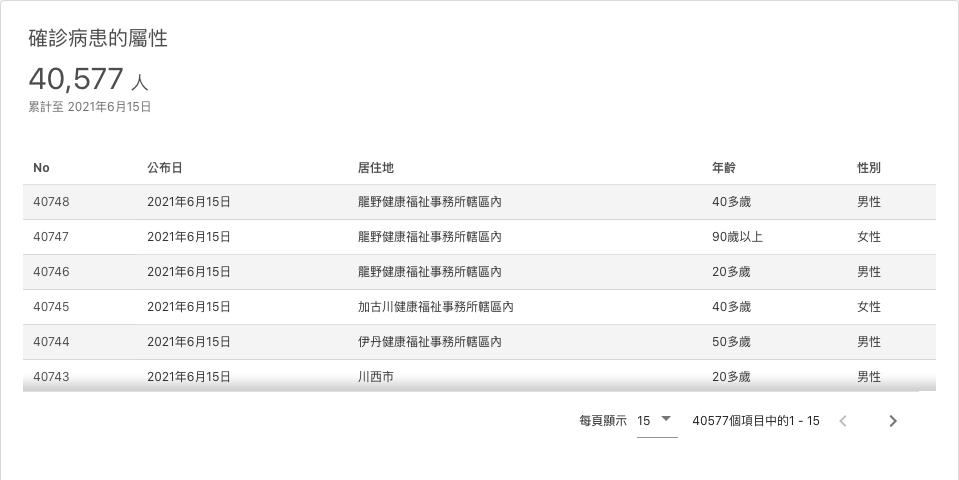 確診病患的屬性
40,577 人
累計至 2021年6月15日
No 公布日 居住地 年齡 性別
40748 2021年6月15日 龍野健康福祉事務所轄區內 40多歲 男性
40747 2021年6月15日 龍野健康福祉事務所轄區內 90歲以上 女性
40746 2021年6月15日 龍野健康福祉事務所轄區內 20多歲 男性
40745 2021年6月15日 加古川健康福祉事務所轄區內 40多歲 女性
40744 2021年6月15日 伊丹健康福祉事務所轄區內 50多歲 男性
40743 2021年6月15日 川西市 20多歲 男性
每頁顯示 15 40577個項目中的1 - 15